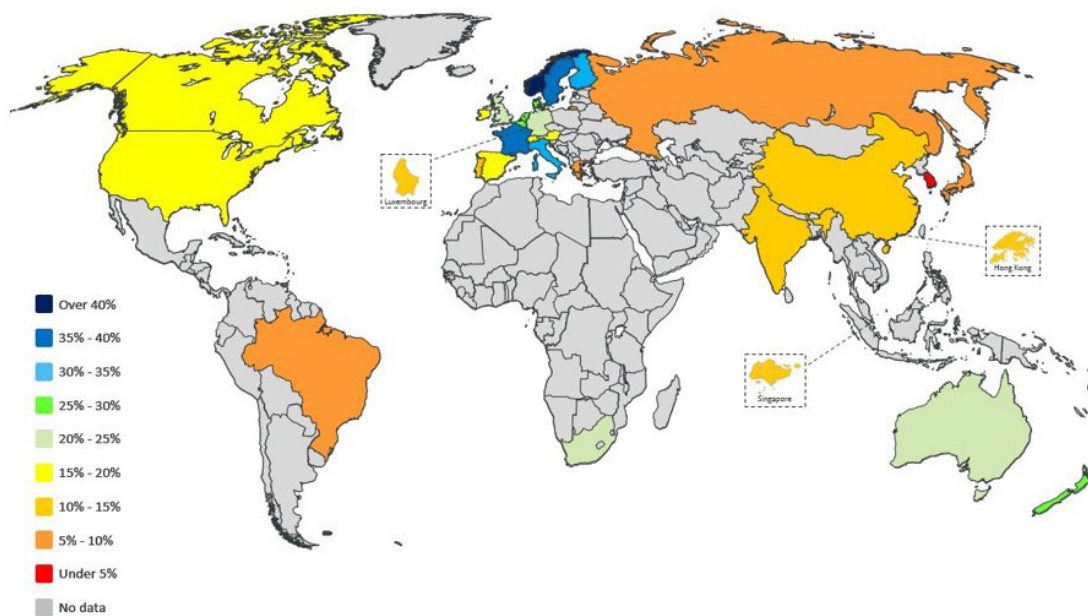 Luxembourg
Hong Kong
Singapore
Over 40%
35% - 40%
30% - 35%
25% - 30%
20% - 25%
15% - 20%
10% - 15%
5% - 10%
Under 5%
No data